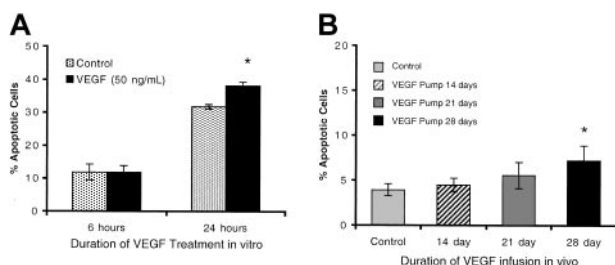 A
50
40
30
20
10
0
% Apoptotic Cells
Control
VEGF (50 ng/mL)
*
6 hours
24 hours
Duration of VEGF Treatment in vitro
B
20
15
10
5
0
% Apoptotic Cells
Control
VEGF Pump 14 days
VEGF Pump 21 days
VEGF Pump 28 days
*
Control
14 day
21 day
28 day
Duration of VEGF infusion in vivo